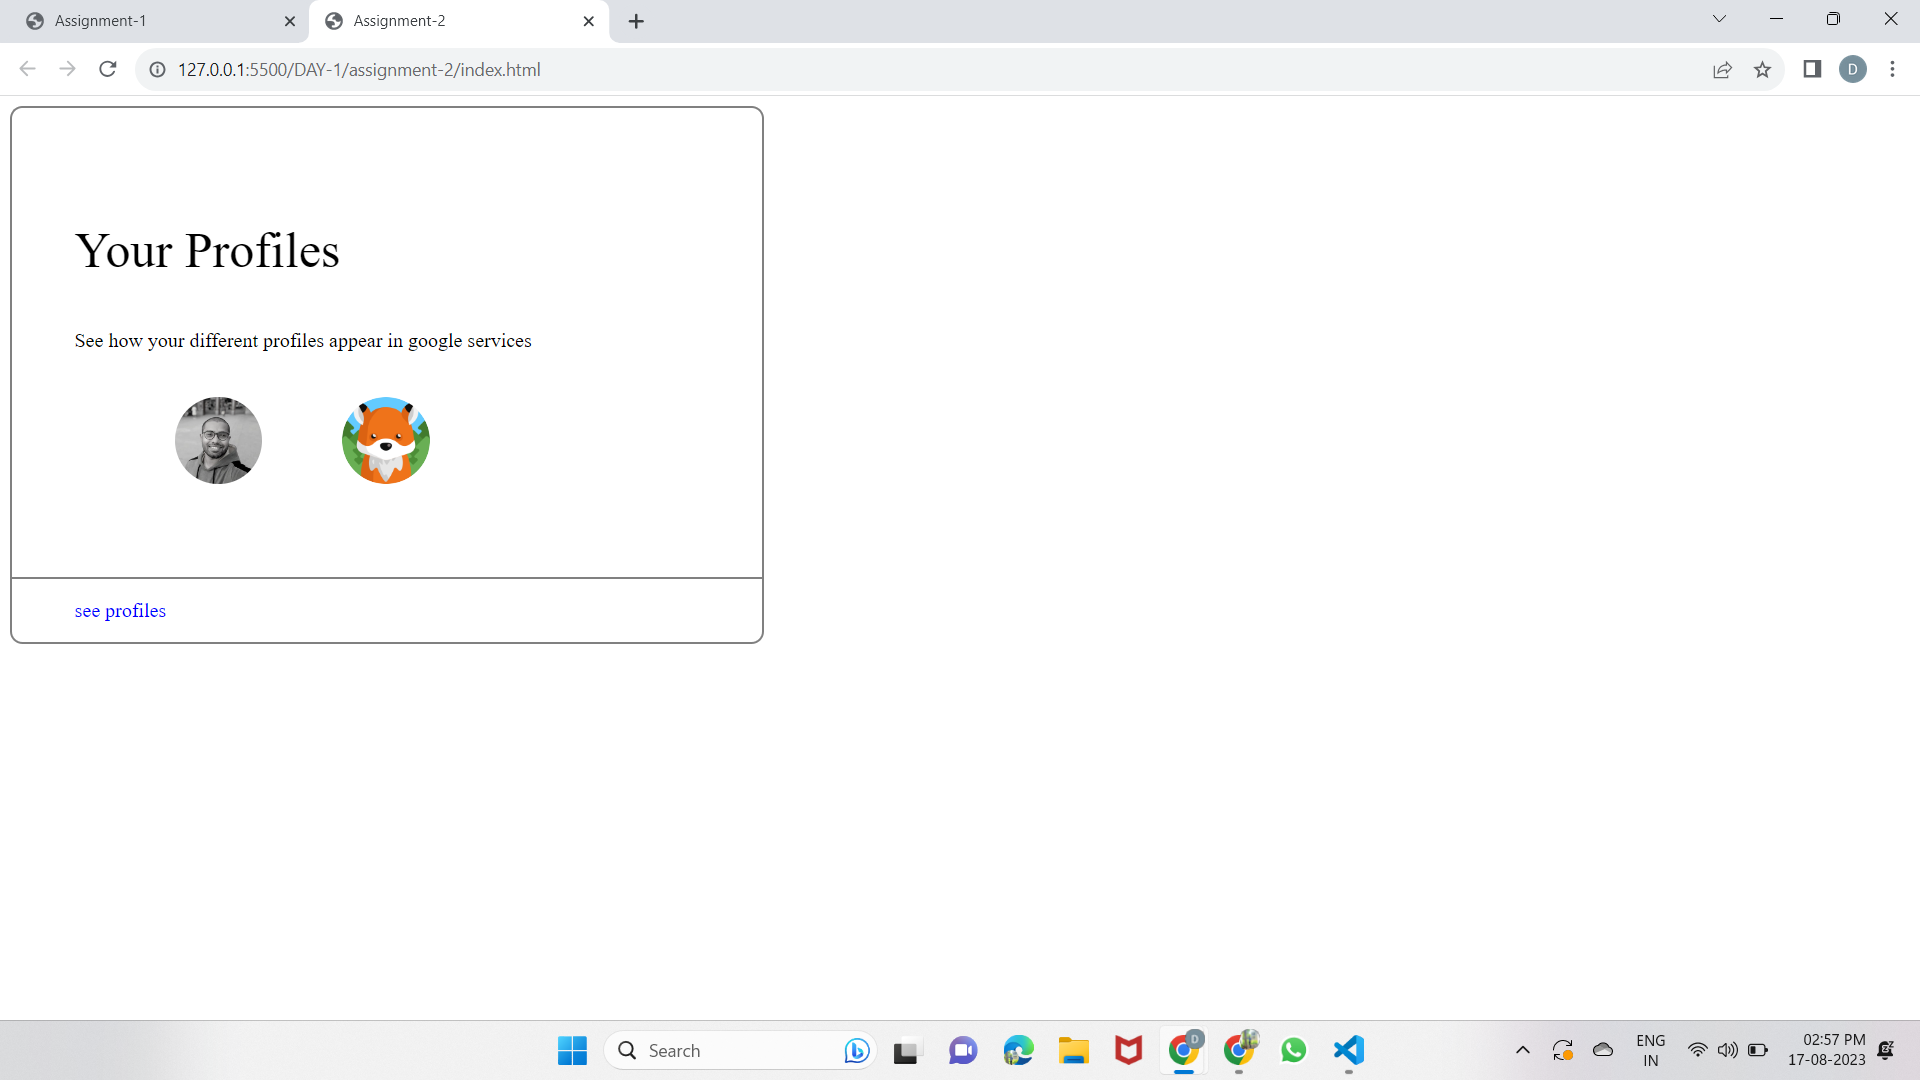 Assignment-1
Assignment-2
127.0.0.1:5500/DAY-1/assignment-2/index.html
D
Your Profiles
See how your different profiles appear in google services
see profiles
Search
D
ENG
IN
02:57 PM
17-08-2023